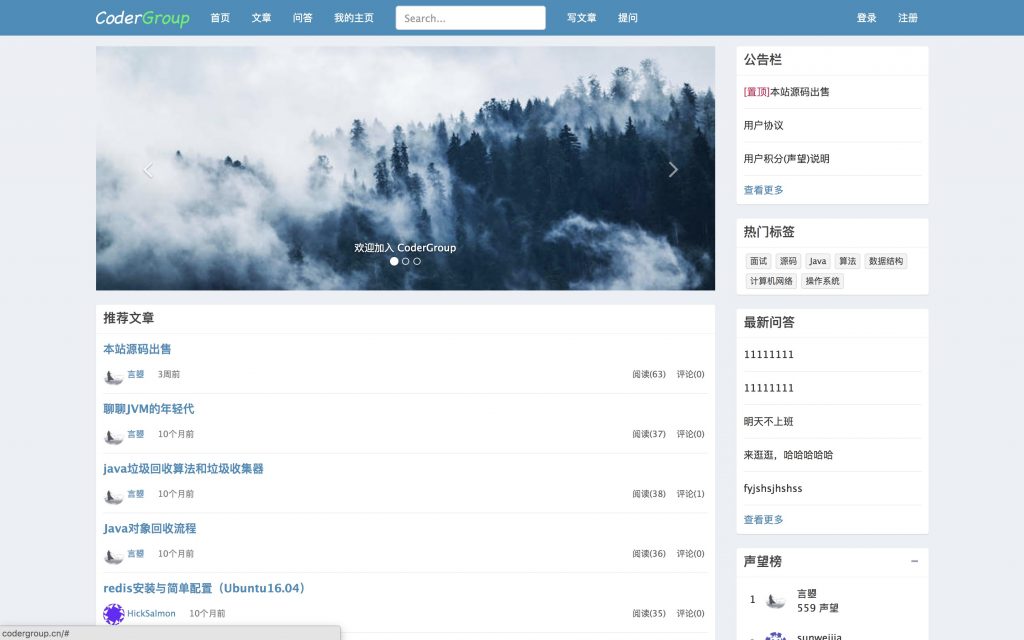 CoderGroup 首页 文章 问答 我的主页 Search... 写文章 提问 登录 注册
欢迎加入 CoderGroup
推荐文章
本站源码出售
言曌 3周前 阅读(63) 评论(0)
聊聊JVM的年轻代
言曌 10个月前 阅读(37) 评论(0)
java垃圾回收算法和垃圾收集器
言曌 10个月前 阅读(38) 评论(1)
Java对象回收流程
言曌 10个月前 阅读(36) 评论(0)
redis安装与简单配置（Ubuntu16.04）
HickSalmon 10个月前 阅读(35) 评论(0)
公告栏
[置顶]本站源码出售
用户协议
用户积分(声望)说明
查看更多
热门标签
面试 源码 Java 算法 数据结构
计算机网络 操作系统
最新问答
11111111
11111111
明天不上班
来逛逛，哈哈哈哈哈
fyjshsjhshss
查看更多
声望榜
1 言曌
559 声望
sunweijia
codergroup.cn/#